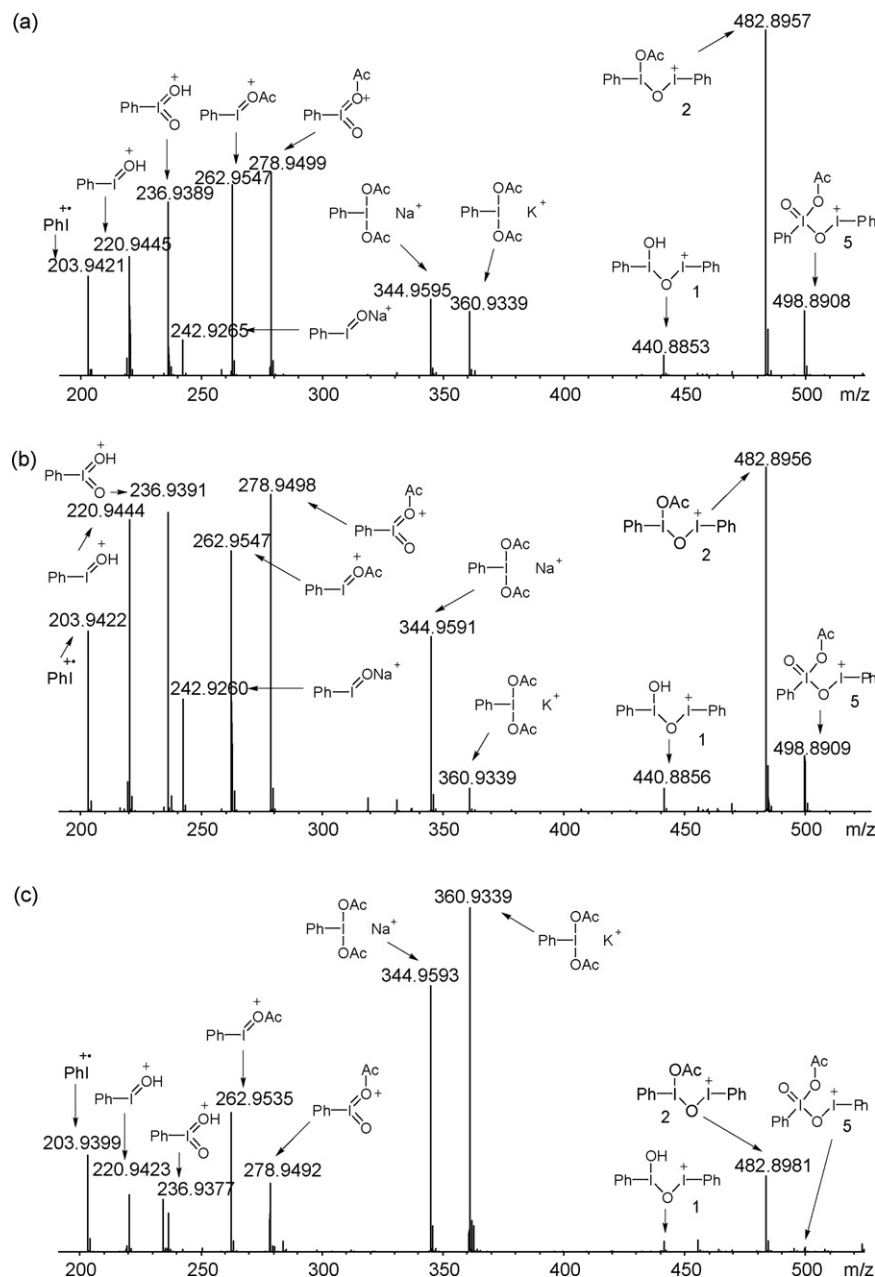 (a)
482.8957
OAc
+
Ph I O I Ph
2
Ac
+
OH
Ph I O
+
OAc
Ph I
O +
Ph I O
278.9499
262.9547
236.9389
+
OH
Ph I
220.9445
+•
PhI
203.9421
OAc
Ph I Na+
OAc
OAc
Ph I K+
OAc
344.9595
360.9339
ONa+
Ph I
242.9265
OH
+
Ph I O I Ph
1
440.8853
Ac
O O +
I I Ph
Ph O 5
498.8908
200 250 300 350 400 450 500 m/z
(b)
+
OH
Ph I O
236.9391
220.9444
+
OH
Ph I
203.9422
+•
PhI
278.9498
Ac
O +
Ph I O
262.9547
+
OAc
Ph I
ONa+
Ph I
242.9260
OAc
Ph I Na+
OAc
344.9591
OAc
Ph I K+
OAc
360.9339
482.8956
OAc
+
Ph I O I Ph
2
OH
+
Ph I O I Ph
1
440.8856
Ac
O O +
I I Ph
Ph O 5
498.8909
200 250 300 350 400 450 500 m/z
(c)
OAc
Ph I Na+
OAc
344.9593
360.9339
OAc
Ph I K+
OAc
+
OAc
Ph I
262.9535
+•
PhI
203.9399
+
OH
Ph I
220.9423
+
OH
Ph I O
236.9377
Ac
O +
Ph I O
278.9492
OAc
+
Ph I O I Ph
2
482.8981
OH
+
Ph I O I Ph
1
Ac
O O +
I I Ph
Ph O 5
200 250 300 350 400 450 500 m/z